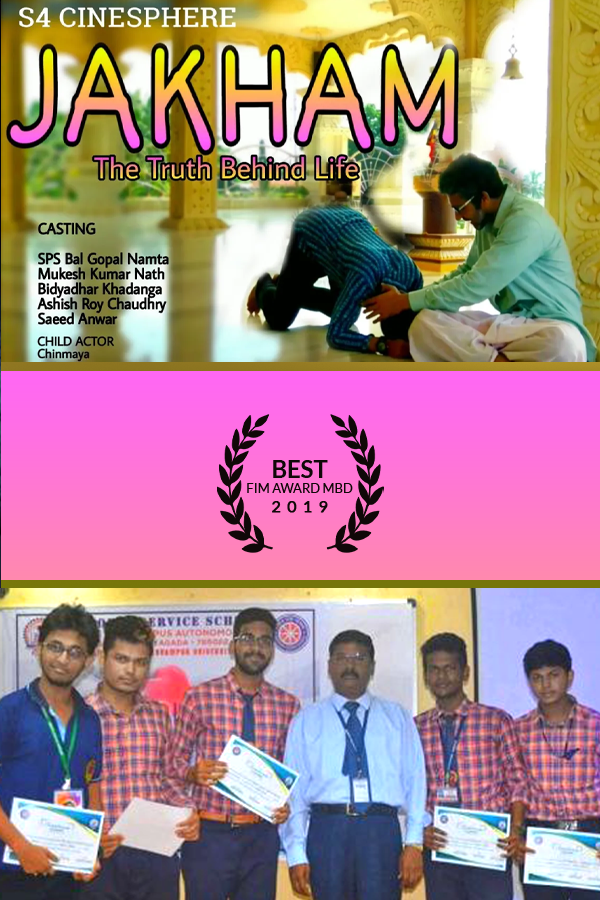 S4 CINESPHERE
JAKHAM
The Truth Behind Life
CASTING
SPS Bal Gopal Namta
Mukesh Kumar Nath
Bidyadhar Khadanga
Ashish Roy Chaudhry
Saeed Anwar
CHILD ACTOR
Chinmaya
BEST
FIM AWARD MBD
2019
SERVICE SCH
PUS AUTONOMO